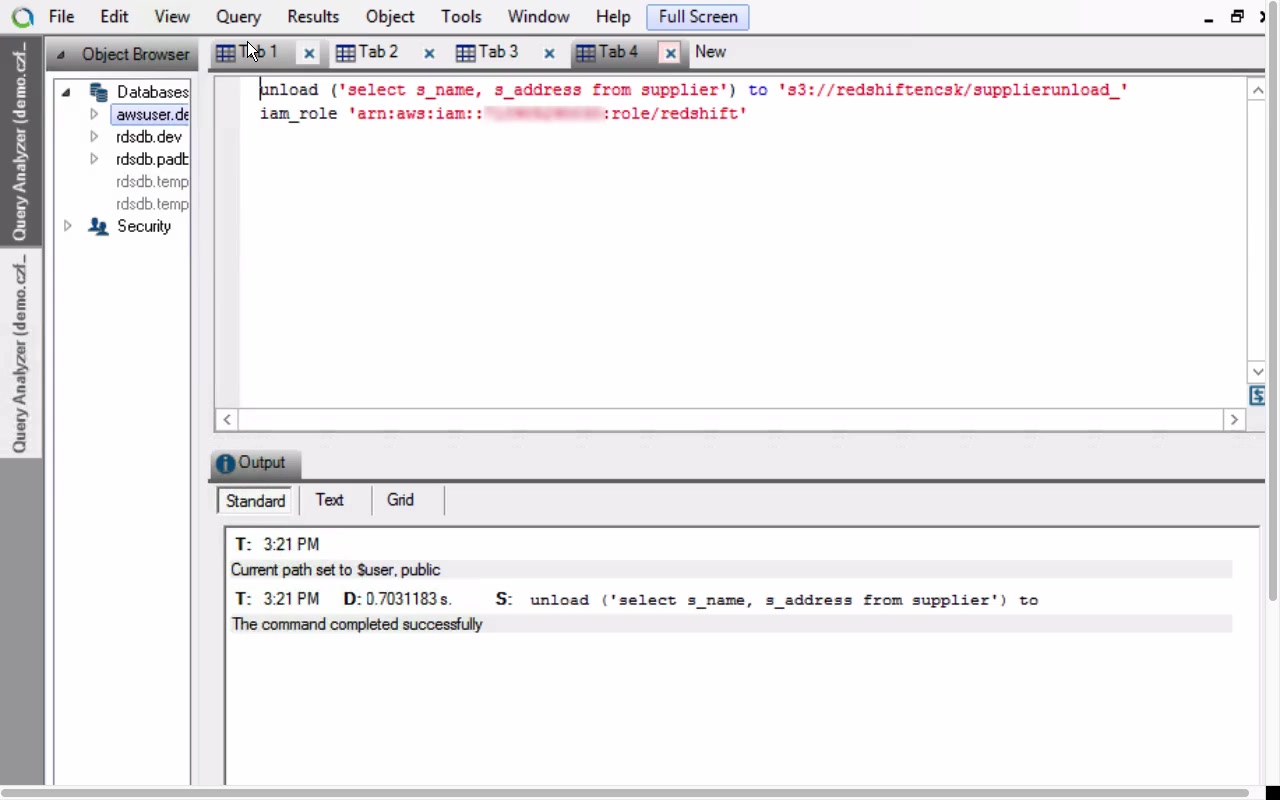 File Edit View Query Results Object Tools Window Help Full Screen
Object Browser
Tab 1 Tab 2 Tab 3 Tab 4 New
Query Analyzer (demo.czf...
Query Analyzer (demo.czf...
Databases
awsuser.de
rdsdb.dev
rdsdb.padb
rdsdb.temp
rdsdb.temp
Security
unload ('select s_name, s_address from supplier') to 's3://redshiftencsk/supplierunload_'
iam_role 'arn:aws:iam:: :role/redshift'
Output
Standard Text Grid
T: 3:21 PM
Current path set to $user, public
T: 3:21 PM D: 0.7031183 s. S: unload ('select s_name, s_address from supplier') to
The command completed successfully